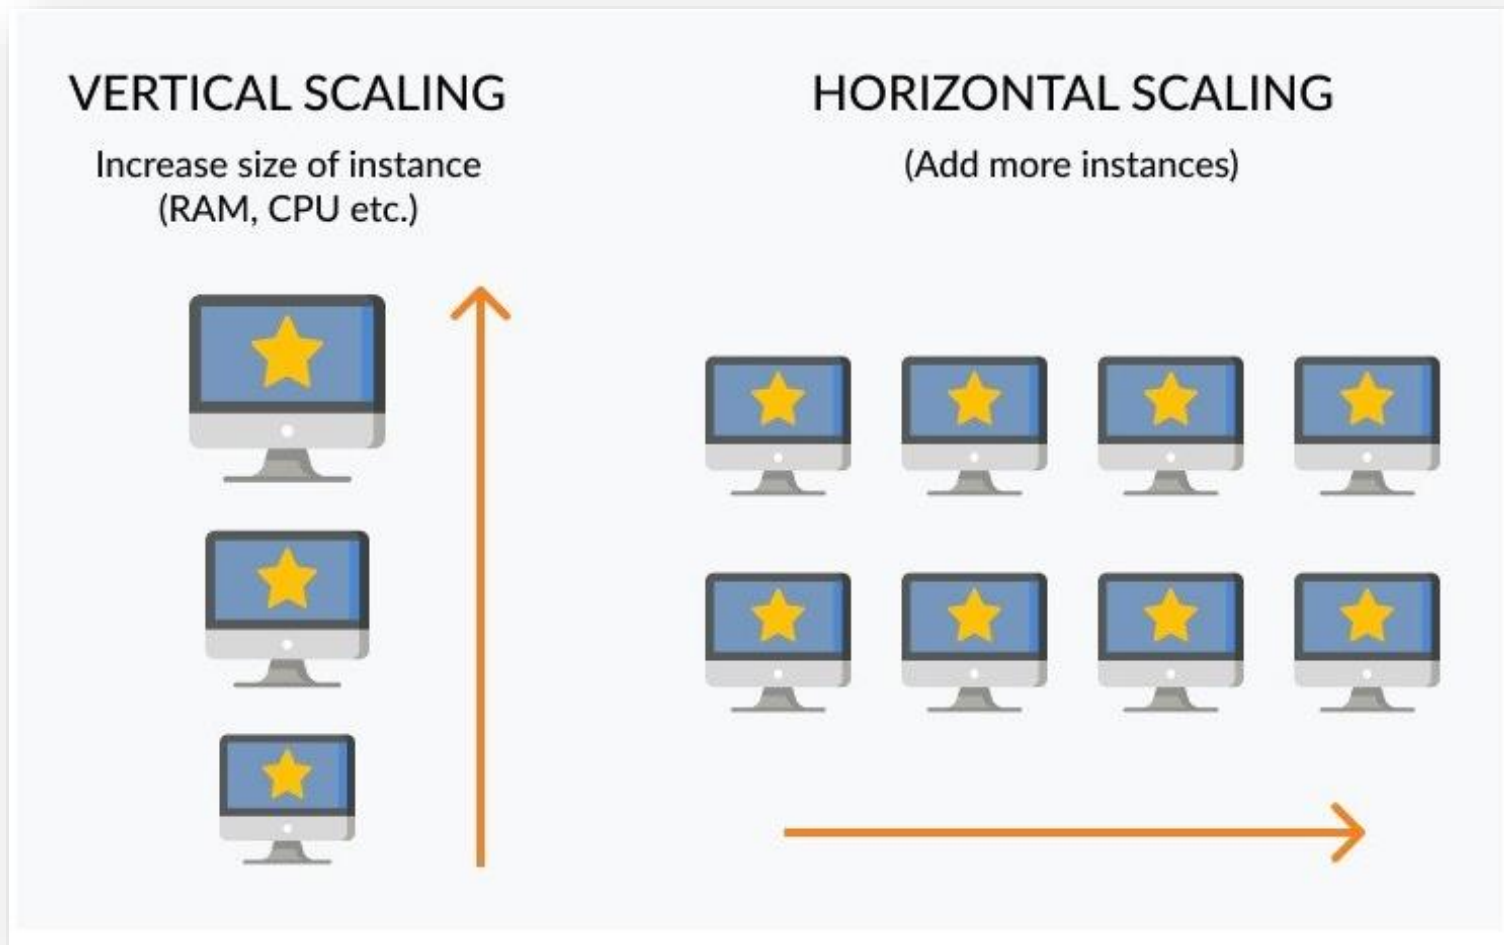 VERTICAL SCALING
Increase size of instance
(RAM, CPU etc.)
HORIZONTAL SCALING
(Add more instances)